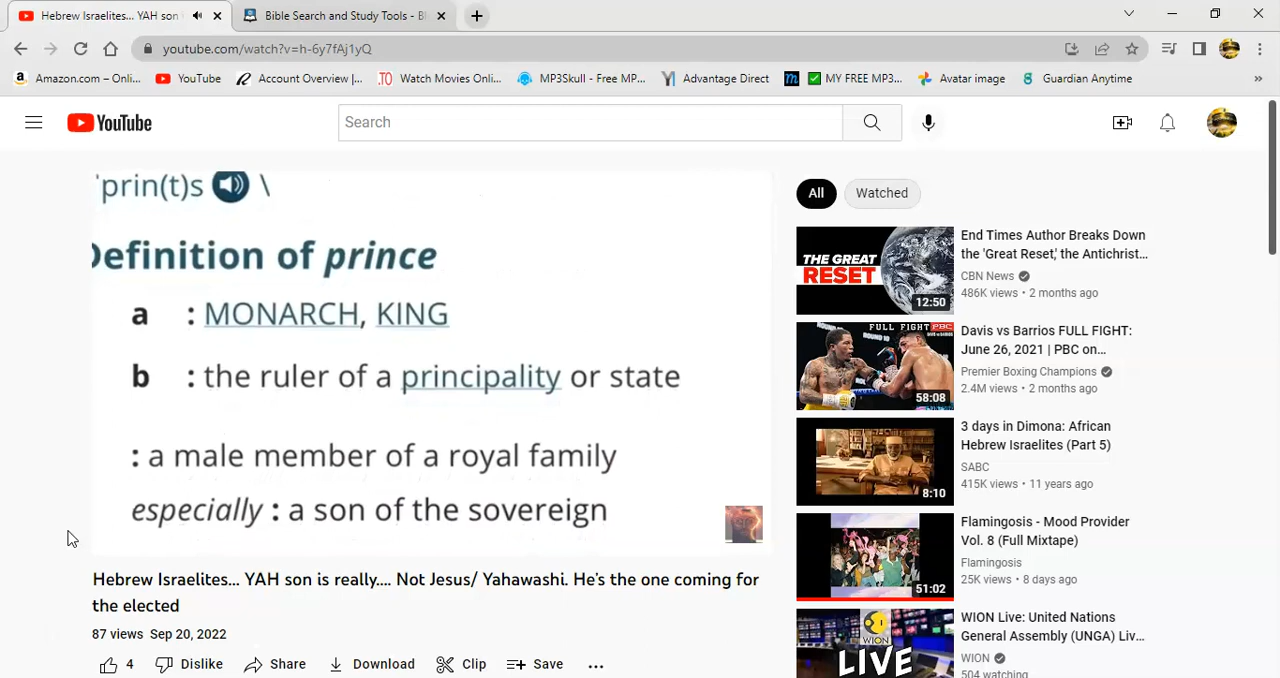 Hebrew Israelites... YAH son
Bible Search and Study Tools - Bl
youtube.com/watch?v=h-6y7fAj1yQ
Amazon.com – Onli...
YouTube
Account Overview |...
.TO Watch Movies Onl...
MP3Skull - Free MP...
Advantage Direct
MY FREE MP3...
Avatar image
Guardian Anytime
»
YouTube
Search
All
Watched
'prin(t)s \
Definition of prince
a : MONARCH, KING
b : the ruler of a principality or state
: a male member of a royal family
especially : a son of the sovereign
Hebrew Israelites... YAH son is really.... Not Jesus/ Yahawashi. He's the one coming for
the elected
87 views Sep 20, 2022
4
Dislike
Share
Download
Clip
Save
...
THE GREAT
RESET
12:50
End Times Author Breaks Down
the 'Great Reset,' the Antichrist...
CBN News
486K views • 2 months ago
FULL FIGHT PBC
58:08
Davis vs Barrios FULL FIGHT:
June 26, 2021 | PBC on...
Premier Boxing Champions
2.4M views • 2 months ago
8:10
3 days in Dimona: African
Hebrew Israelites (Part 5)
SABC
415K views • 11 years ago
51:02
Flamingosis - Mood Provider
Vol. 8 (Full Mixtape)
Flamingosis
25K views • 8 days ago
WION
LIVE
WION Live: United Nations
General Assembly (UNGA) Liv...
WION
504 watching